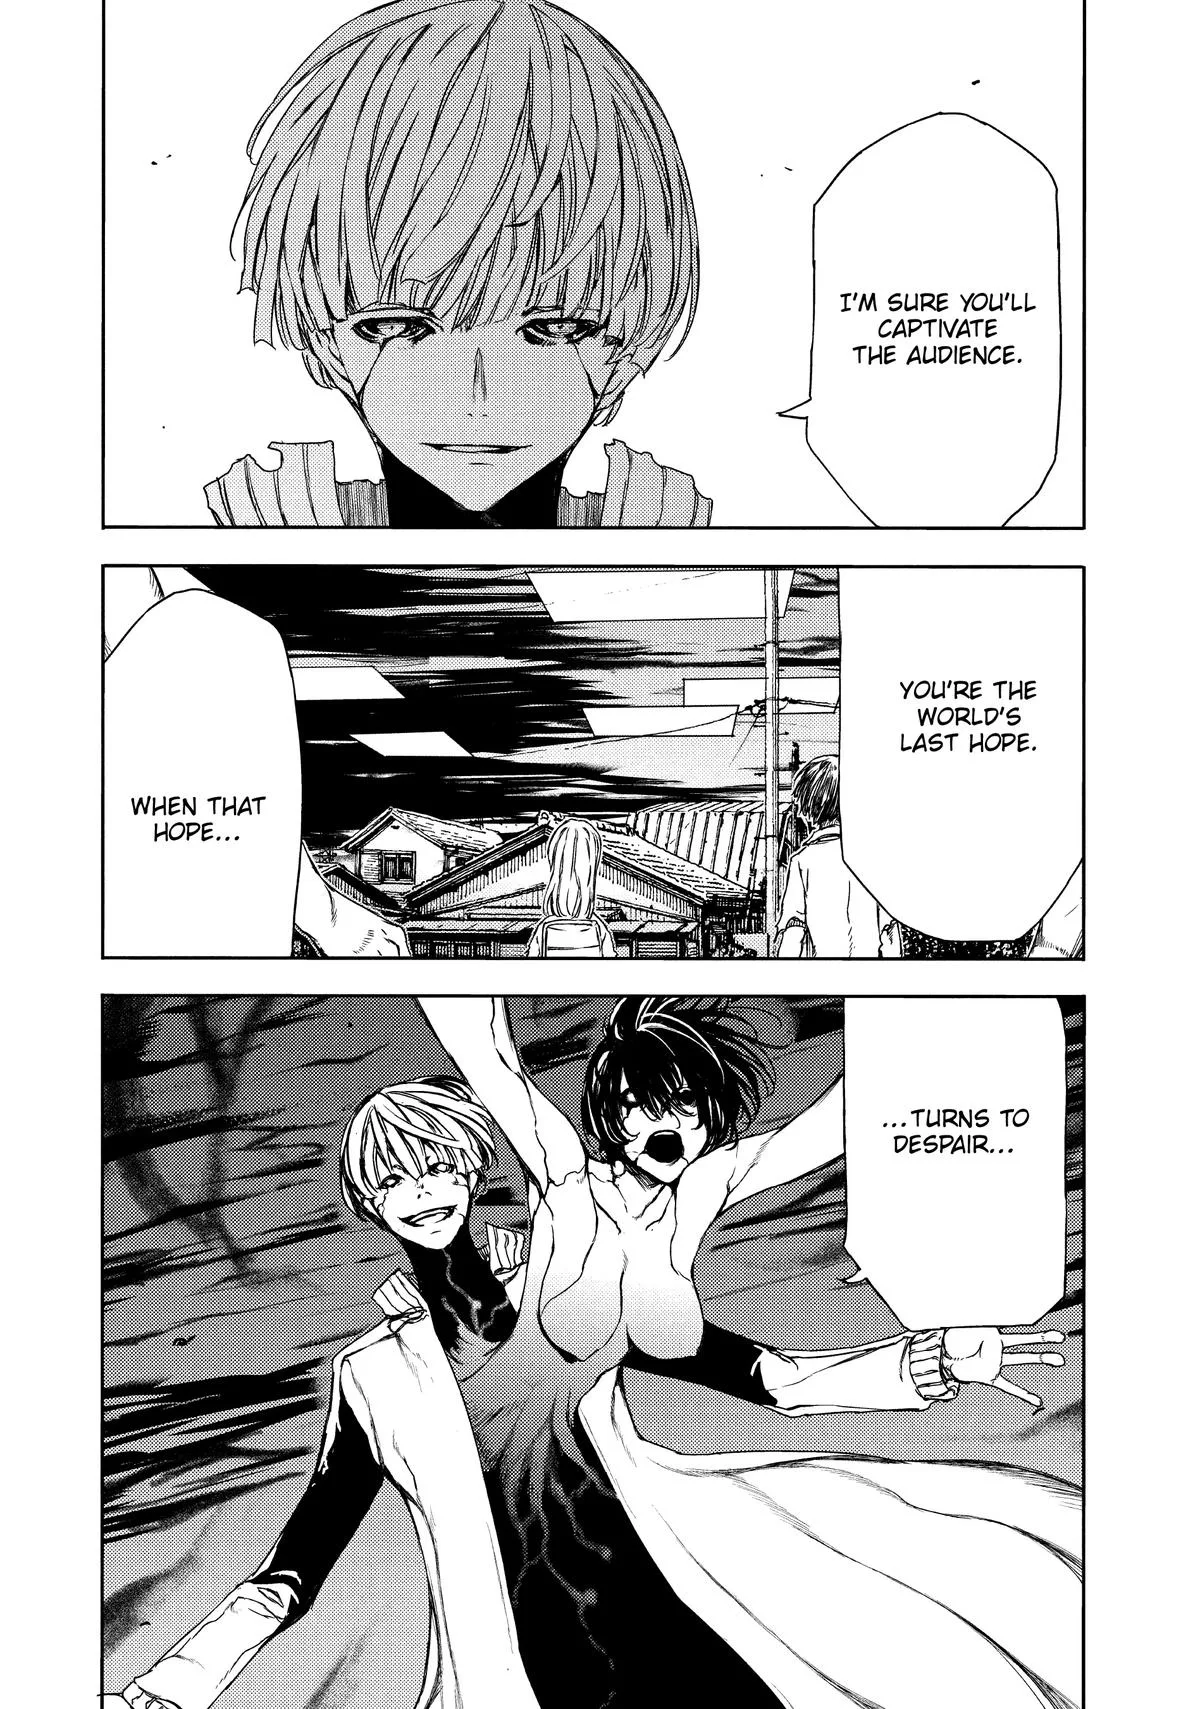 I'M SURE YOU'LL
CAPTIVATE
THE AUDIENCE.
YOU'RE THE
WORLD'S
LAST HOPE.
WHEN THAT
HOPE...
...TURNS TO
DESPAIR...